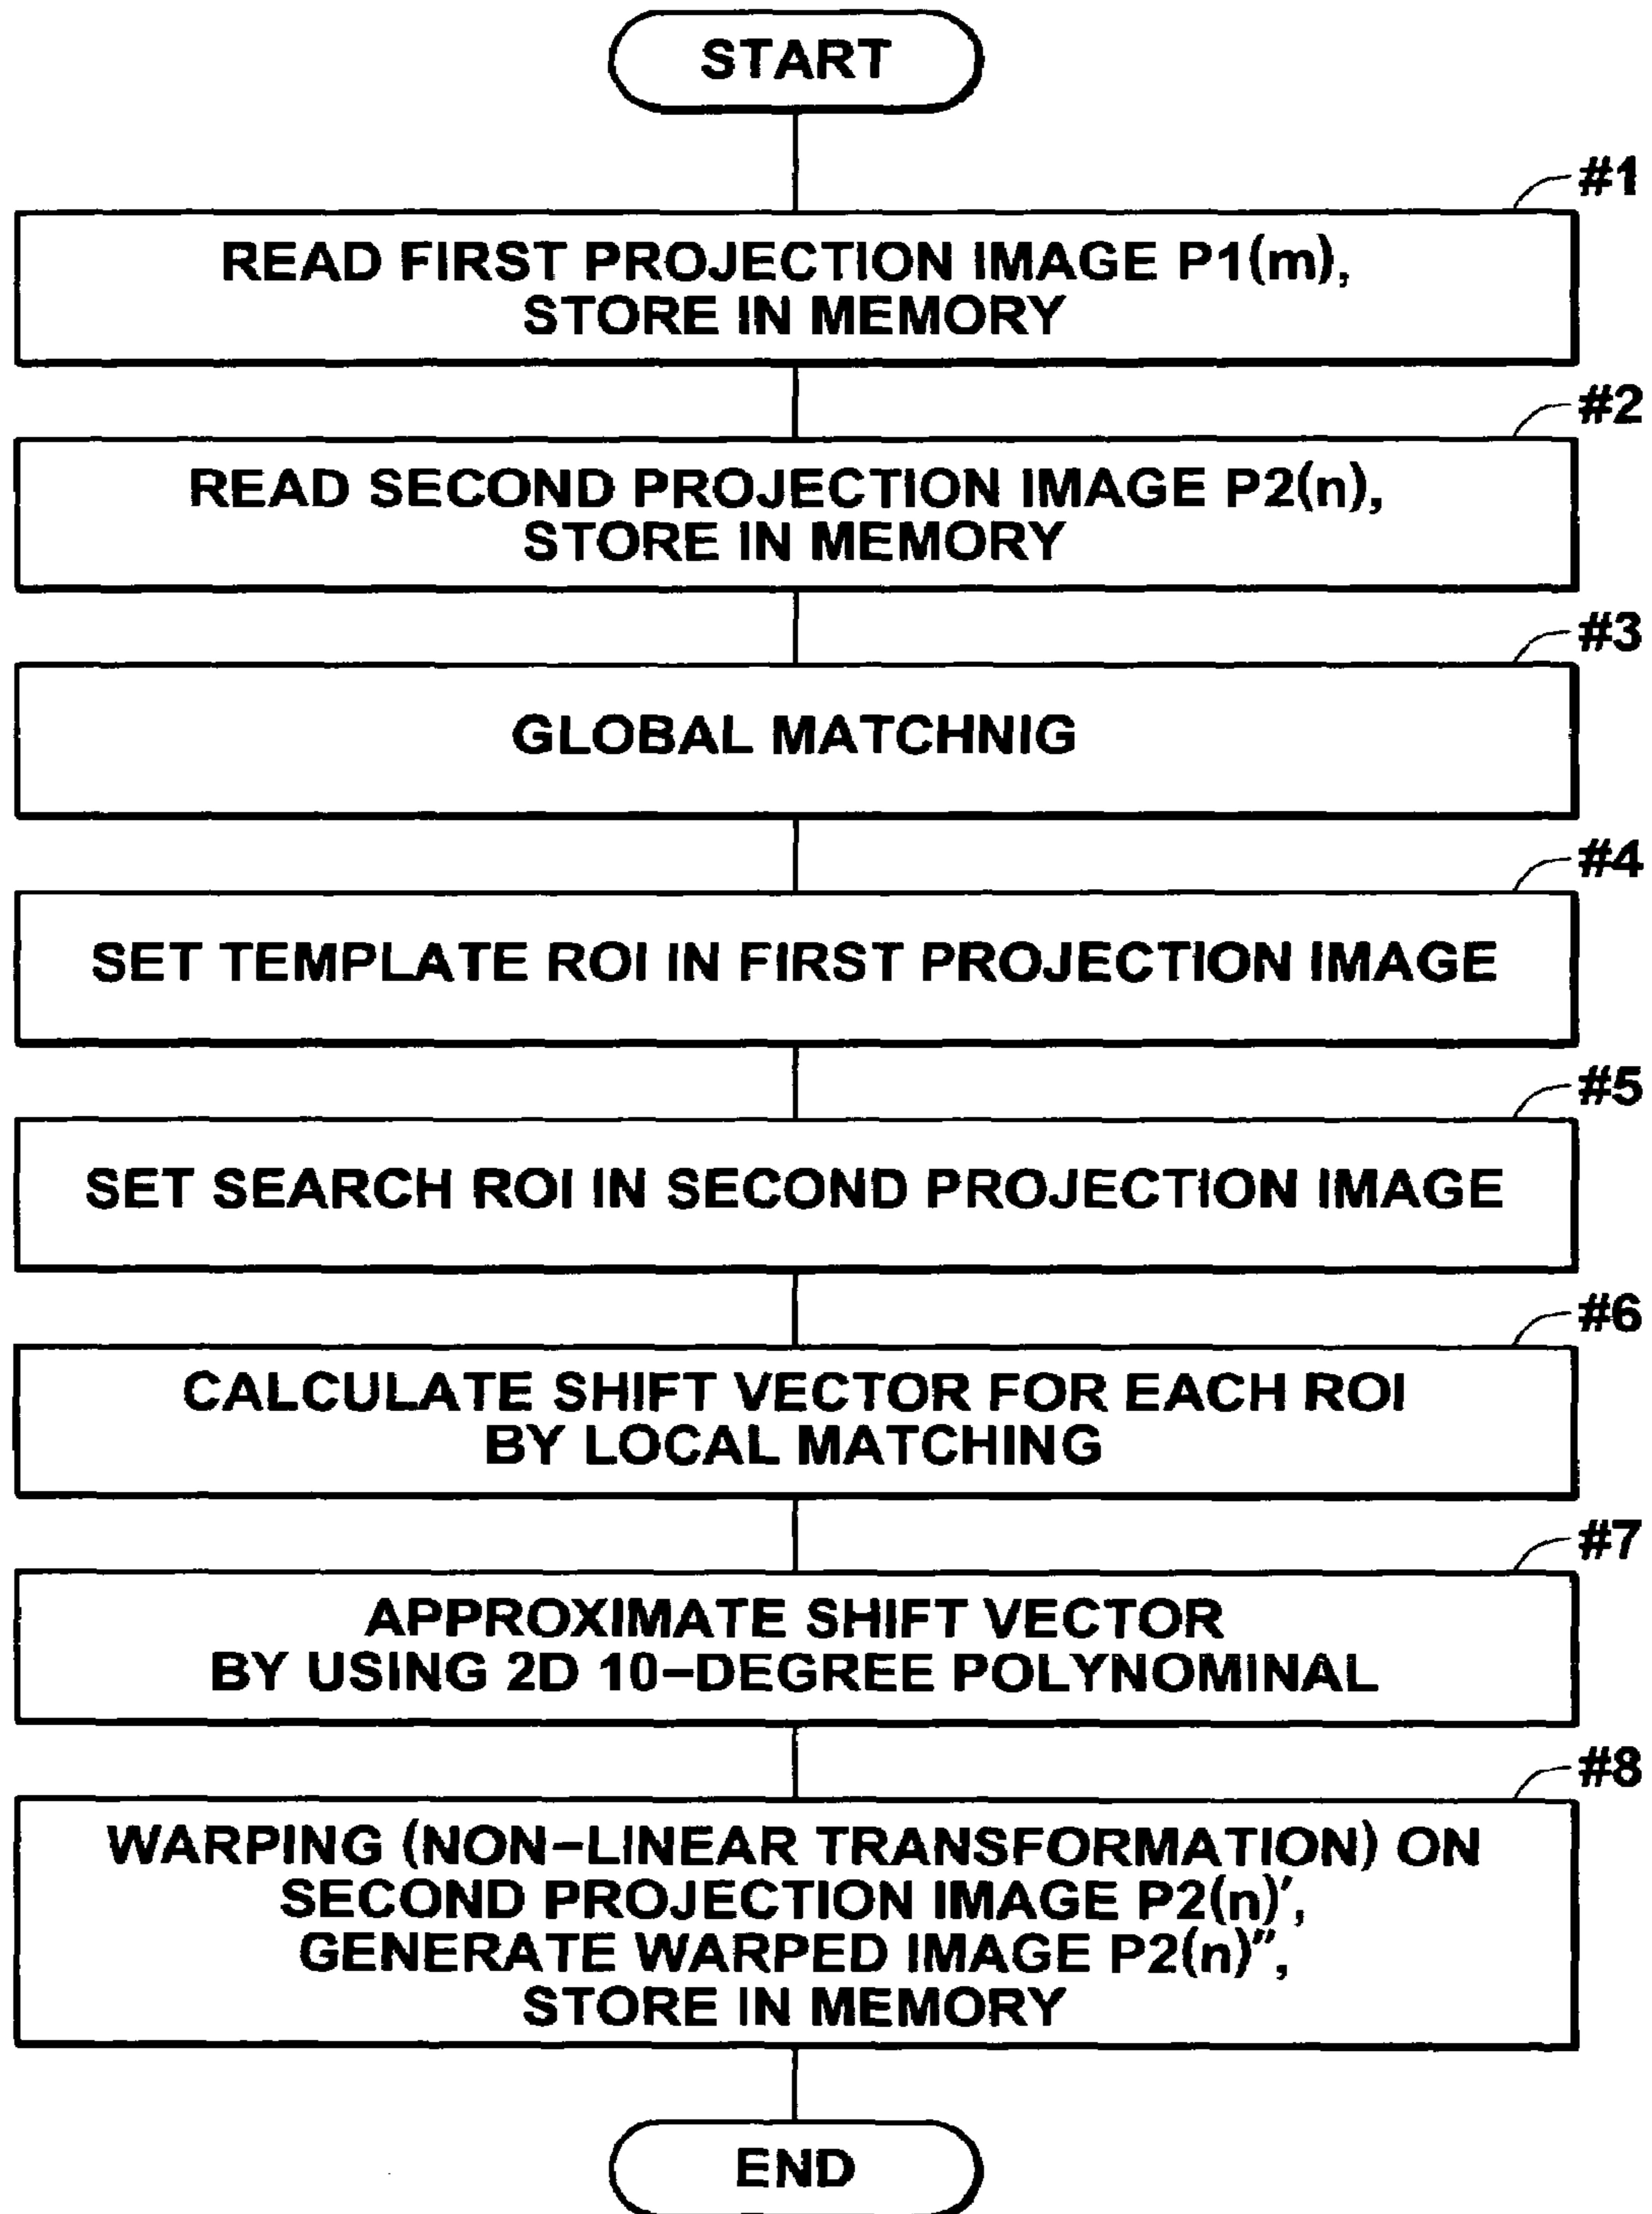 START
#1
READ FIRST PROJECTION IMAGE P1(m),
STORE IN MEMORY
#2
READ SECOND PROJECTION IMAGE P2(n),
STORE IN MEMORY
#3
GLOBAL MATCHNIG
#4
SET TEMPLATE ROI IN FIRST PROJECTION IMAGE
#5
SET SEARCH ROI IN SECOND PROJECTION IMAGE
#6
CALCULATE SHIFT VECTOR FOR EACH ROI
BY LOCAL MATCHING
#7
APPROXIMATE SHIFT VECTOR
BY USING 2D 10-DEGREE POLYNOMINAL
#8
WARPING (NON-LINEAR TRANSFORMATION) ON
SECOND PROJECTION IMAGE P2(n)′,
GENERATE WARPED IMAGE P2(n)″,
STORE IN MEMORY
END